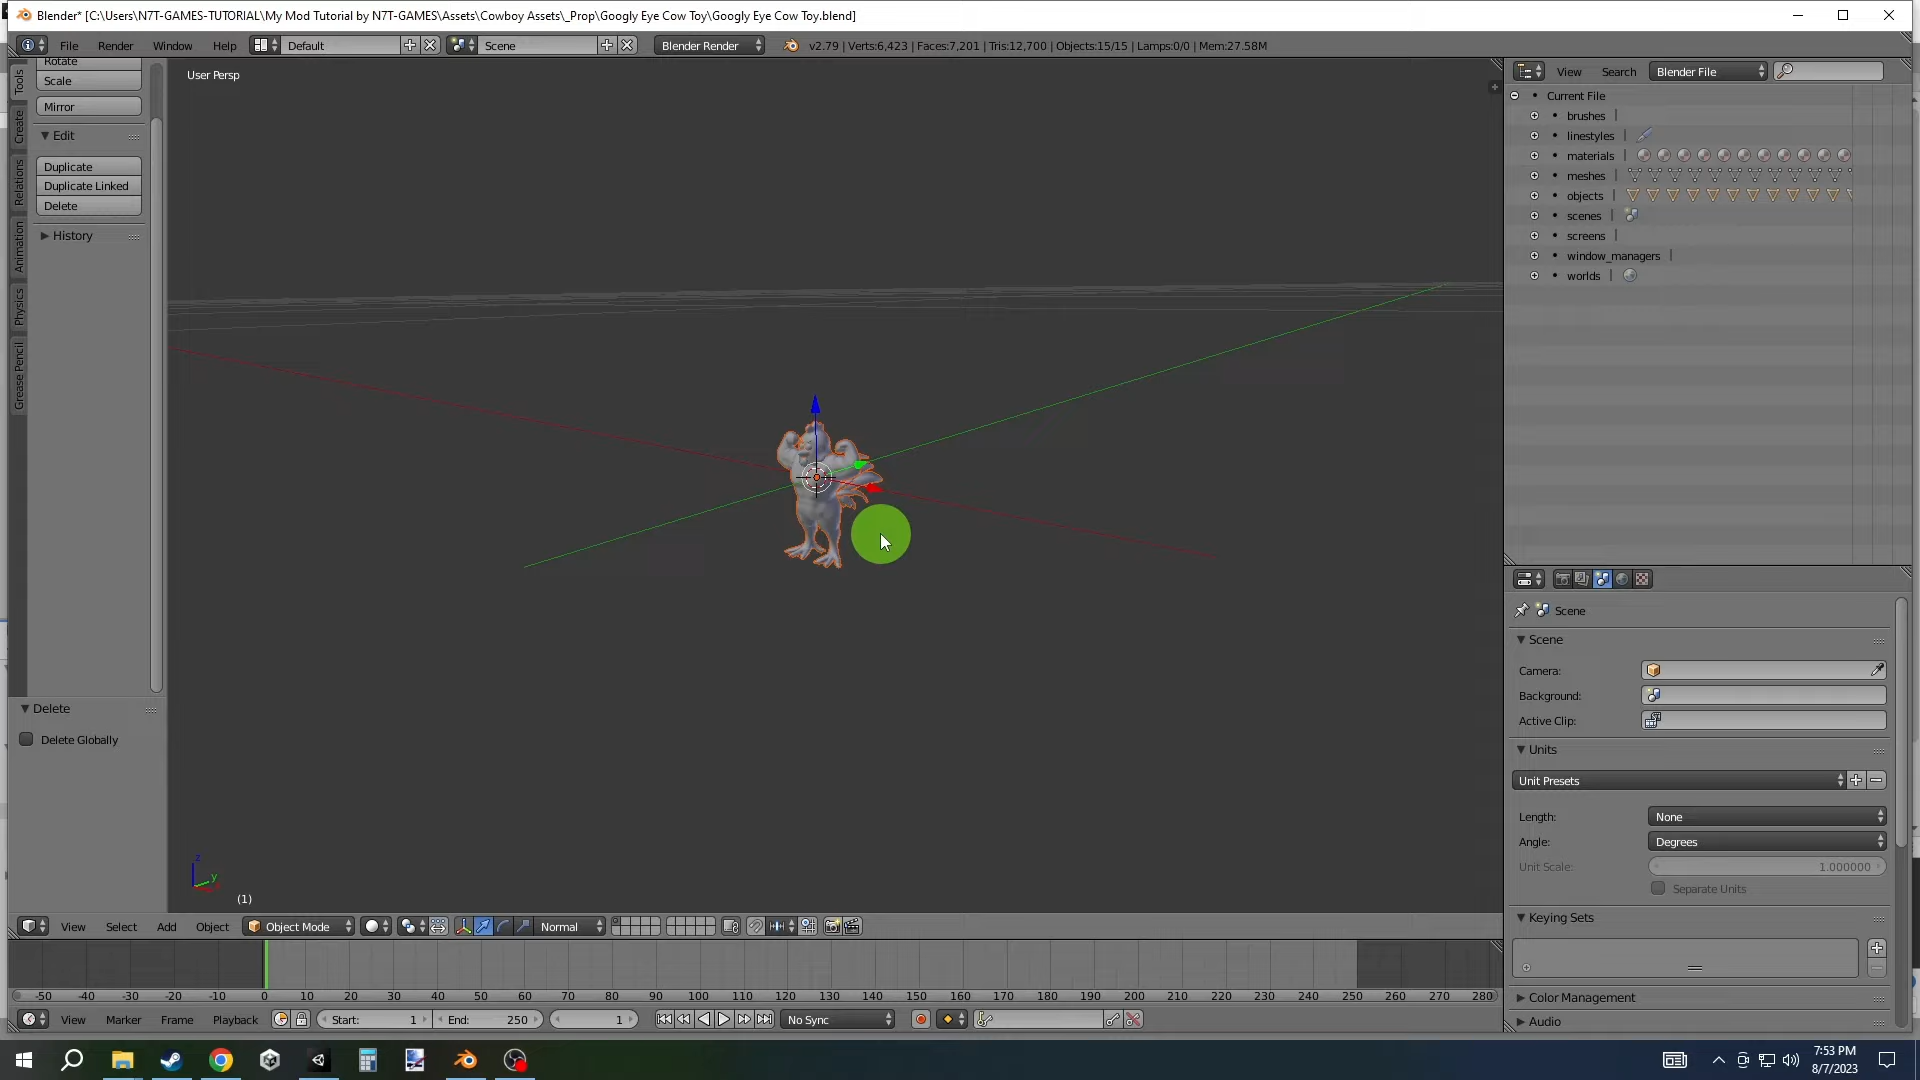 Blender* [C:\Users\N7T-GAMES-TUTORIAL\My Mod Tutorial by N7T-GAMES\Assets\Cowboy Assets\_Prop\Googly Eye Cow Toy\Googly Eye Cow Toy.blend]
File Render Window Help Default Scene Blender Render v2.79 | Verts:6,423 | Faces:7,201 | Tris:12,700 | Objects:15/15 | Lamps:0/0 | Mem:27.58M
Tools
Create
Relations
Animation
Physics
Grease Pencil
Rotate
Scale
Mirror
Edit
Duplicate
Duplicate Linked
Delete
History
Delete
Delete Globally
User Persp
z
y
(1)
View Search Blender File
Current File
brushes
linestyles
materials
meshes
objects
scenes
screens
window_managers
worlds
Scene
Scene
Camera:
Background:
Active Clip:
Units
Unit Presets
Length: None
Angle: Degrees
Unit Scale: 1.000000
Separate Units
Keying Sets
Color Management
Audio
View Select Add Object Object Mode Normal
-50 -40 -30 -20 -10 0 10 20 30 40 50 60 70 80 90 100 110 120 130 140 150 160 170 180 190 200 210 220 230 240 250 260 270 280
View Marker Frame Playback Start: 1 End: 250 1 No Sync
7:53 PM
8/7/2023